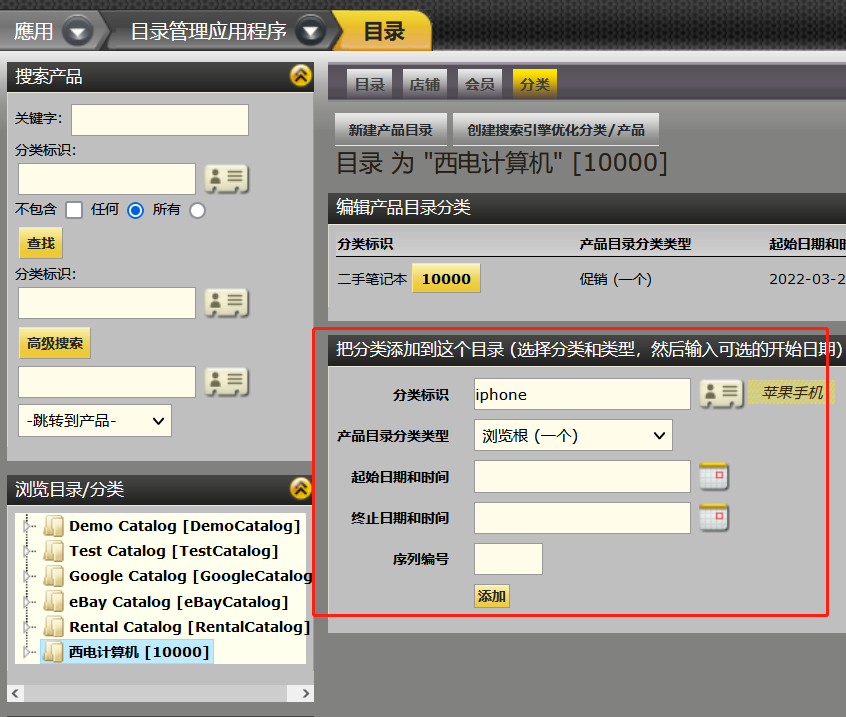 應用 目录管理应用程序 目录
搜索产品
关键字:
分类标识:
不包含 任何 所有
查找
分类标识:
高级搜索
-跳转到产品-
浏览目录/分类
Demo Catalog [DemoCatalog]
Test Catalog [TestCatalog]
Google Catalog [GoogleCatalog
eBay Catalog [eBayCatalog]
Rental Catalog [RentalCatalog]
西电计算机 [10000]
目录 店铺 会员 分类
新建产品目录 创建搜索引擎优化分类/产品
目录 为 "西电计算机" [10000]
编辑产品目录分类
分类标识 产品目录分类类型 起始日期和时
二手笔记本 10000 促销 (一个) 2022-03-2
把分类添加到这个目录 (选择分类和类型，然后输入可选的开始日期)
分类标识 iphone 苹果手机
产品目录分类类型 浏览根 (一个)
起始日期和时间
终止日期和时间
序列编号
添加